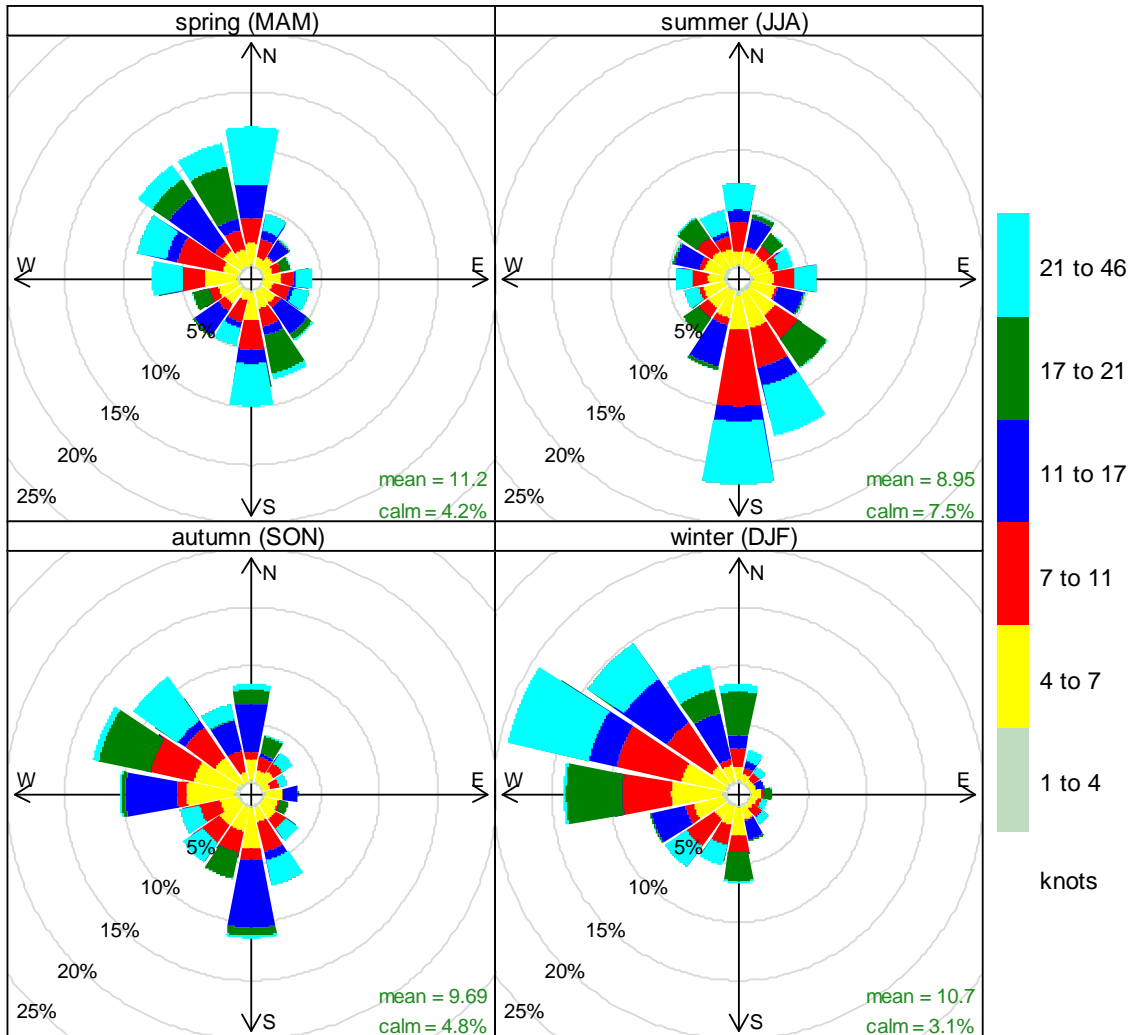 spring (MAM)
N
W
E
S
5%
10%
15%
20%
25%
mean = 11.2
calm = 4.2%
summer (JJA)
N
W
E
S
5%
10%
15%
20%
25%
mean = 8.95
calm = 7.5%
autumn (SON)
N
W
E
S
5%
10%
15%
20%
25%
mean = 9.69
calm = 4.8%
winter (DJF)
N
W
E
S
5%
10%
15%
20%
25%
mean = 10.7
calm = 3.1%
21 to 46
17 to 21
11 to 17
7 to 11
4 to 7
1 to 4
knots